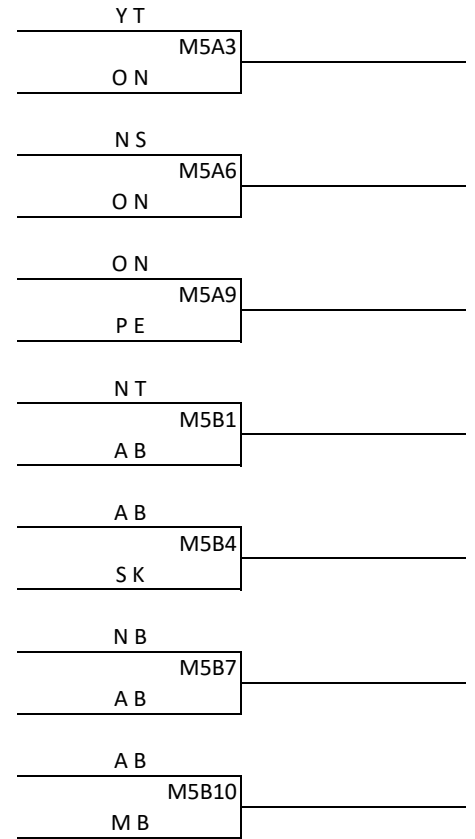 Y T
M5A3
O N
N S
M5A6
O N
O N
M5A9
P E
N T
M5B1
A B
A B
M5B4
S K
N B
M5B7
A B
A B
M5B10
M B